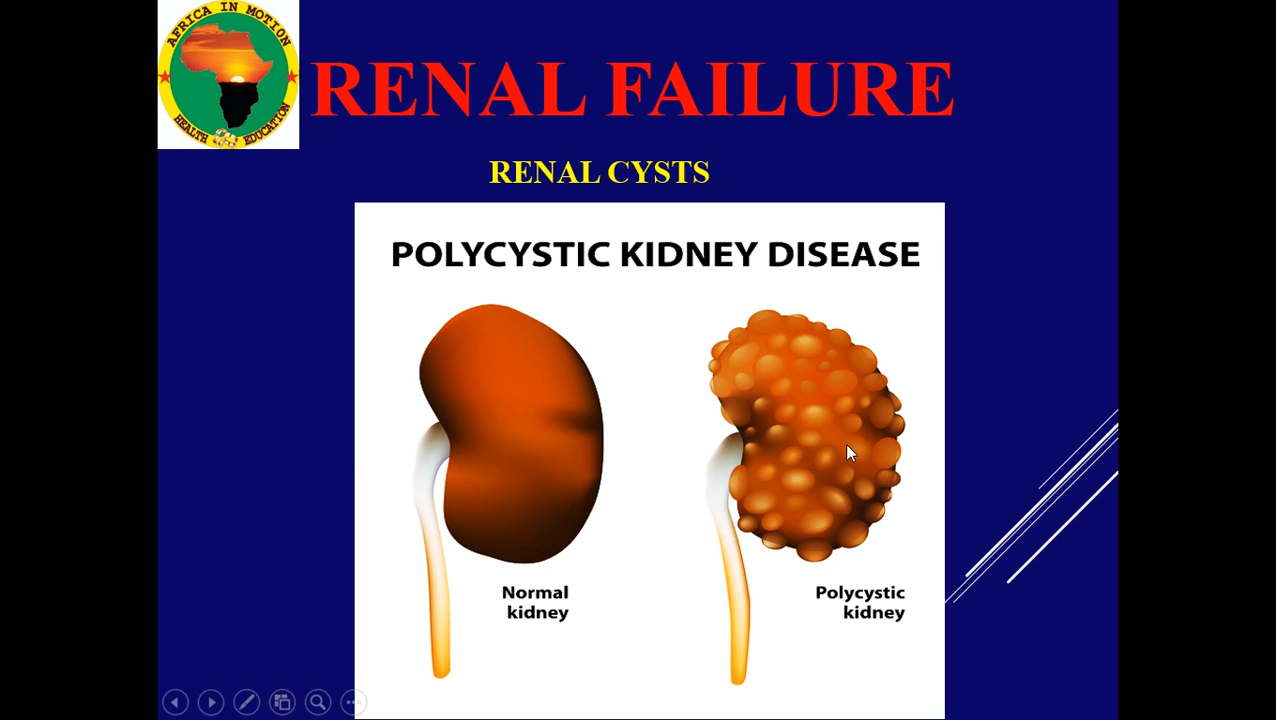 AFRICA IN MOTION
HEALTH EDUCATION
RENAL FAILURE
RENAL CYSTS
POLYCYSTIC KIDNEY DISEASE
Normal
kidney
Polycystic
kidney